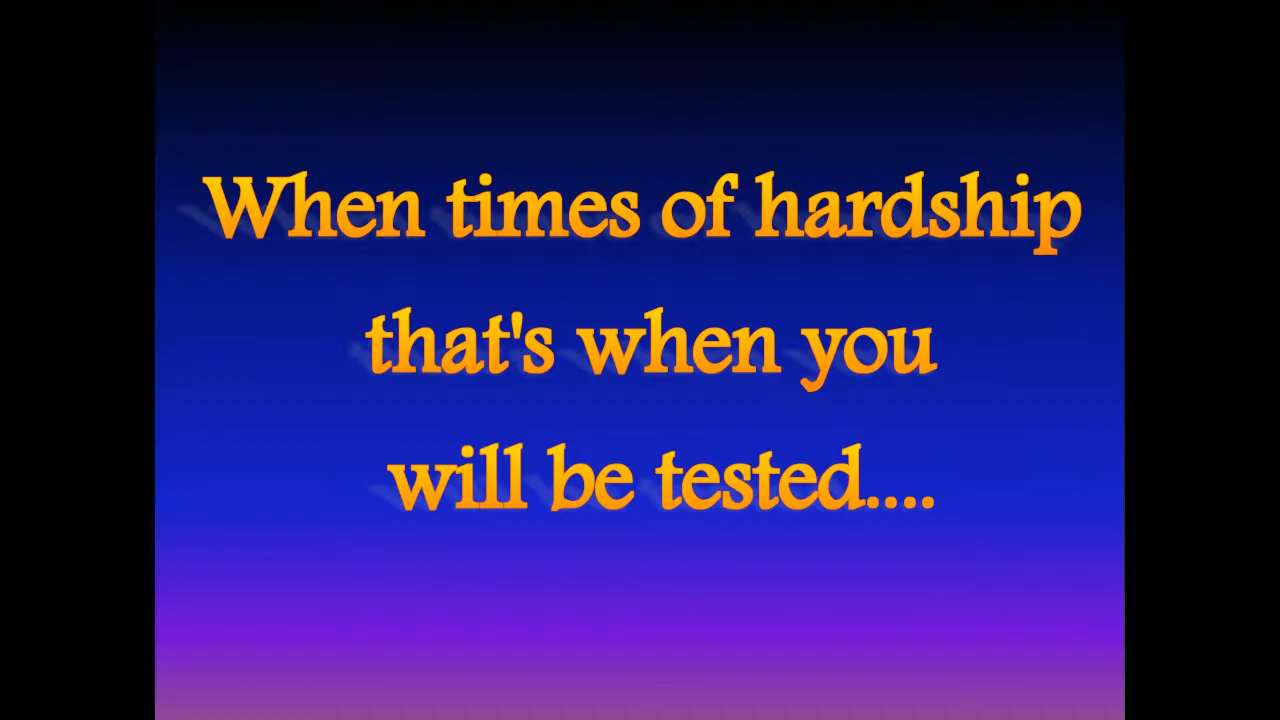 When times of hardship
that's when you
will be tested....